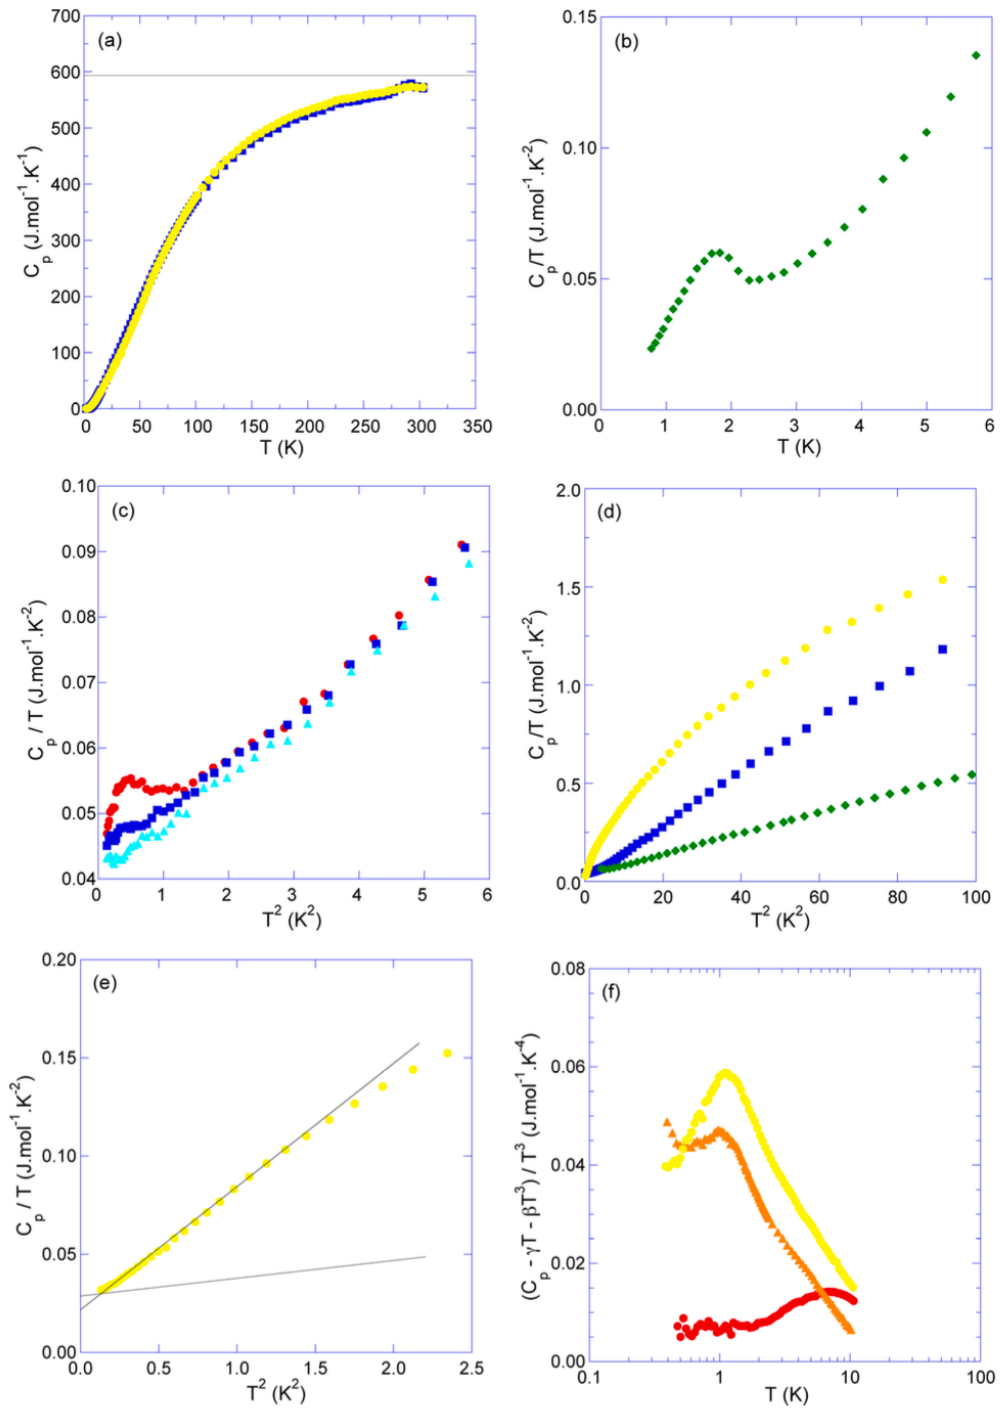 (a)
700
600
500
400
300
200
100
0
C_p (J.mol^-1.K^-1)
0 50 100 150 200 250 300 350
T (K)
(b)
0.15
0.10
0.05
0.00
C_p/T (J.mol^-1.K^-2)
0 1 2 3 4 5 6
T (K)
(c)
0.10
0.09
0.08
0.07
0.06
0.05
0.04
C_p / T (J.mol^-1.K^-2)
0 1 2 3 4 5 6
T^2 (K^2)
(d)
2.0
1.5
1.0
0.5
0.0
C_p/T (J.mol^-1.K^-2)
0 20 40 60 80 100
T^2 (K^2)
(e)
0.20
0.15
0.10
0.05
0.00
C_p / T (J.mol^-1.K^-2)
0.0 0.5 1.0 1.5 2.0 2.5
T^2 (K^2)
(f)
0.08
0.06
0.04
0.02
0.00
(C_p - γT - βT^3) / T^3 (J.mol^-1.K^-4)
0.1 1 10 100
T (K)